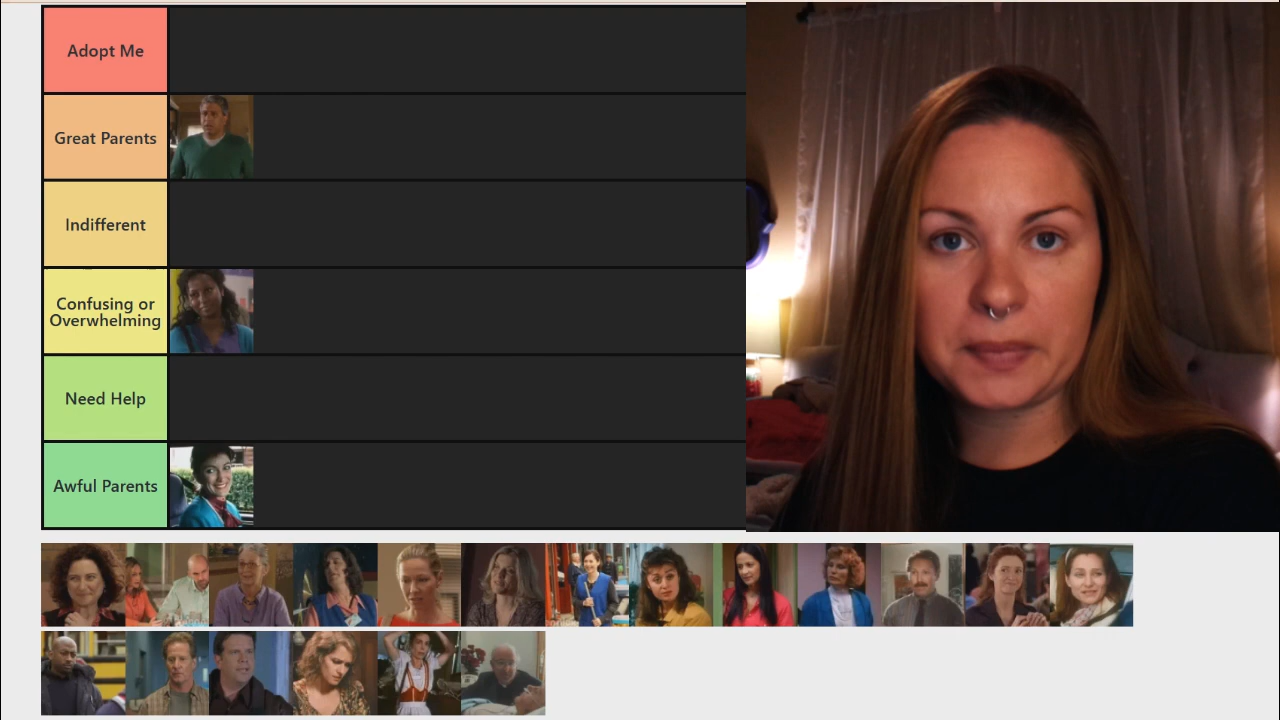 Adopt Me
Great Parents
Indifferent
Confusing or
Overwhelming
Need Help
Awful Parents